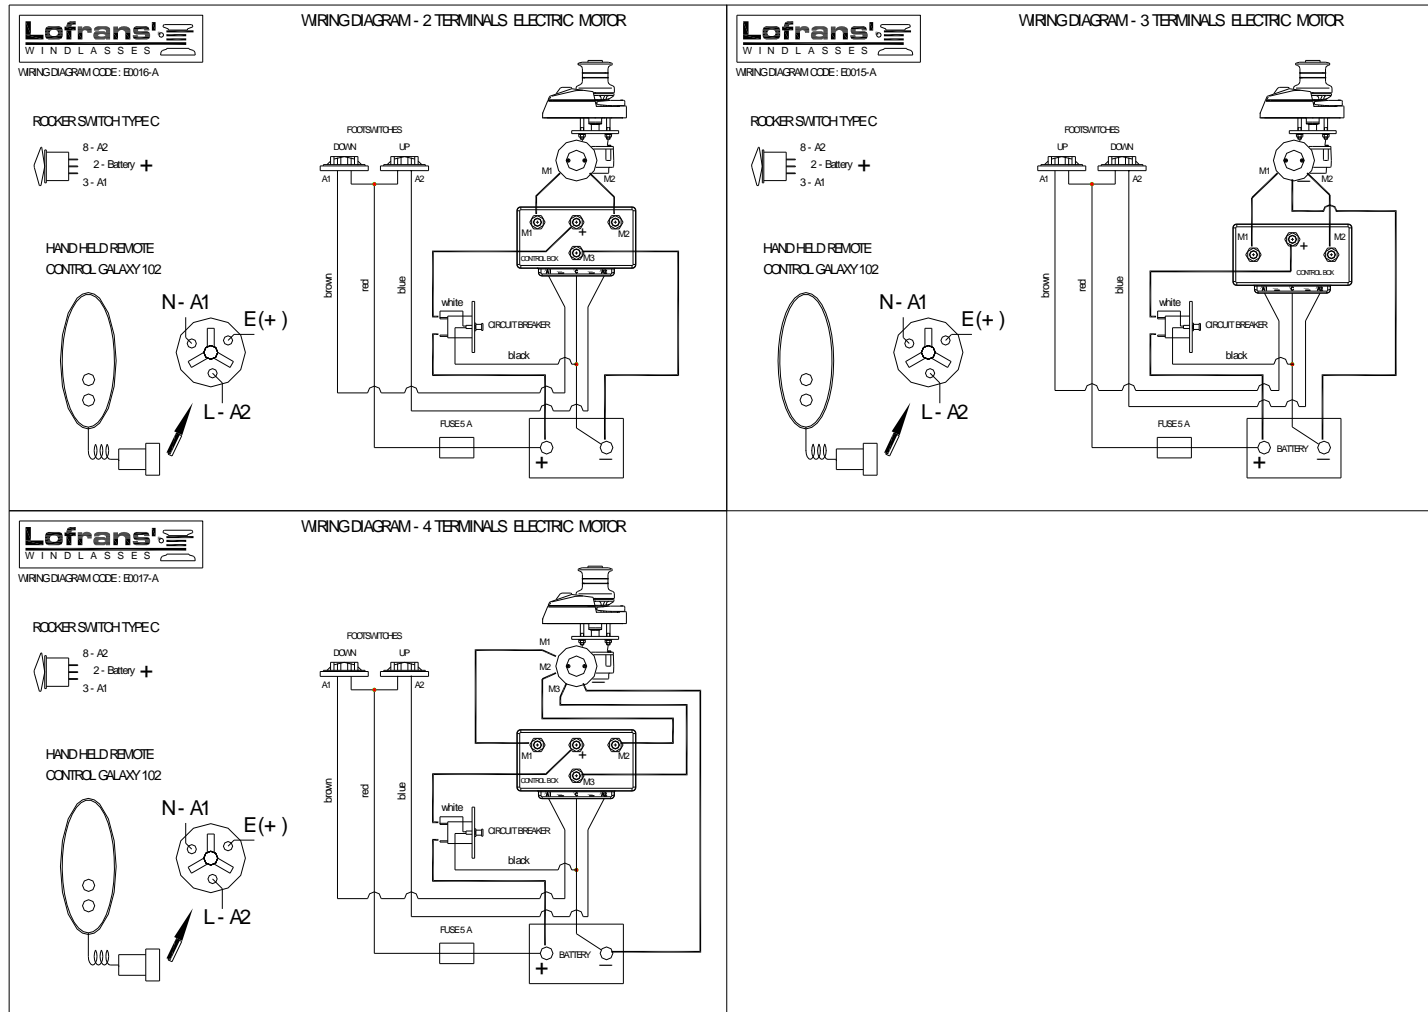 Lofrans'
WINDLASSES
WIRING DIAGRAM CODE : E0016-A
WIRING DIAGRAM - 2 TERMINALS ELECTRIC MOTOR
ROCKER SWITCH TYPE C
8 - A2
2 - Battery +
3 - A1
HAND HELD REMOTE
CONTROL GALAXY 102
N - A1
E (+)
L - A2
FOOTSWITCHES
DOWN UP
A1 A2
brown
red
blue
M1 M2
M1 + M2
CONTROL BOX M3
A1 C A2
white
CIRCUIT BREAKER
black
FUSE 5 A
+ −
Lofrans'
WINDLASSES
WIRING DIAGRAM CODE : E0015-A
WIRING DIAGRAM - 3 TERMINALS ELECTRIC MOTOR
ROCKER SWITCH TYPE C
8 - A2
2 - Battery +
3 - A1
HAND HELD REMOTE
CONTROL GALAXY 102
N - A1
E (+)
L - A2
FOOTSWITCHES
UP DOWN
A1 A2
brown
red
blue
M1 − M2
M1 + M2
CONTROL BOX
A1 C A2
white
CIRCUIT BREAKER
black
FUSE 5 A
+ BATTERY −
Lofrans'
WINDLASSES
WIRING DIAGRAM CODE : E0017-A
WIRING DIAGRAM - 4 TERMINALS ELECTRIC MOTOR
ROCKER SWITCH TYPE C
8 - A2
2 - Battery +
3 - A1
HAND HELD REMOTE
CONTROL GALAXY 102
N - A1
E (+)
L - A2
FOOTSWITCHES
DOWN UP
A1 A2
brown
red
blue
M1
M2
M3 −
M1 + M2
CONTROL BOX M3
A1 C A2
white
CIRCUIT BREAKER
black
FUSE 5 A
+ BATTERY −